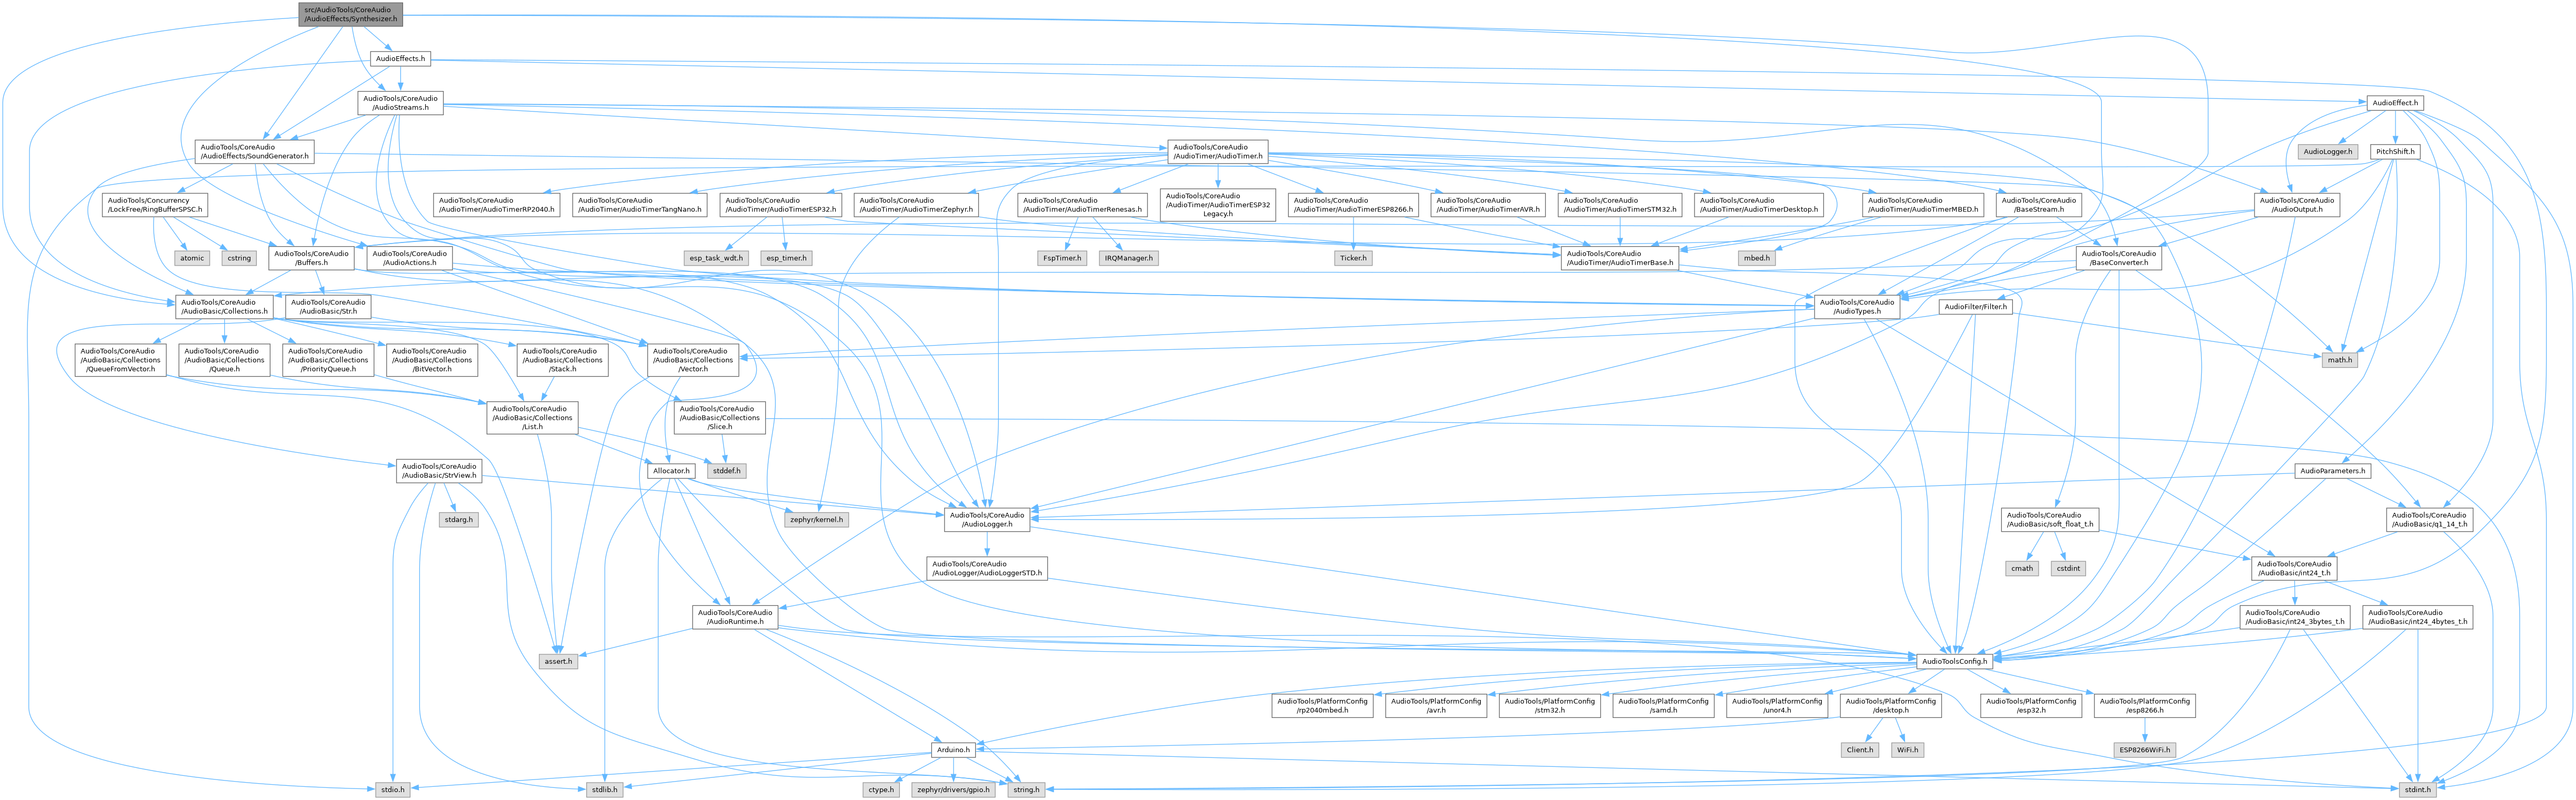 src/AudioTools/CoreAudio
/AudioEffects/Synthesizer.h
AudioEffects.h
AudioTools/CoreAudio
/AudioStreams.h
AudioEffect.h
AudioTools/CoreAudio
/AudioEffects/SoundGenerator.h
AudioTools/CoreAudio
/AudioTimer/AudioTimer.h
AudioLogger.h
PitchShift.h
AudioTools/Concurrency
/LockFree/RingBufferSPSC.h
AudioTools/CoreAudio
/AudioTimer/AudioTimerRP2040.h
AudioTools/CoreAudio
/AudioTimer/AudioTimerTangNano.h
AudioTools/CoreAudio
/AudioTimer/AudioTimerESP32.h
AudioTools/CoreAudio
/AudioTimer/AudioTimerZephyr.h
AudioTools/CoreAudio
/AudioTimer/AudioTimerRenesas.h
AudioTools/CoreAudio
/AudioTimer/AudioTimerESP32
Legacy.h
AudioTools/CoreAudio
/AudioTimer/AudioTimerESP8266.h
AudioTools/CoreAudio
/AudioTimer/AudioTimerAVR.h
AudioTools/CoreAudio
/AudioTimer/AudioTimerSTM32.h
AudioTools/CoreAudio
/AudioTimer/AudioTimerDesktop.h
AudioTools/CoreAudio
/AudioTimer/AudioTimerMBED.h
AudioTools/CoreAudio
/BaseStream.h
AudioTools/CoreAudio
/AudioOutput.h
atomic
cstring
AudioTools/CoreAudio
/Buffers.h
AudioTools/CoreAudio
/AudioActions.h
esp_task_wdt.h
esp_timer.h
FspTimer.h
IRQManager.h
Ticker.h
AudioTools/CoreAudio
/AudioTimer/AudioTimerBase.h
mbed.h
AudioTools/CoreAudio
/BaseConverter.h
AudioTools/CoreAudio
/AudioBasic/Collections.h
AudioTools/CoreAudio
/AudioBasic/Str.h
AudioTools/CoreAudio
/AudioTypes.h
AudioFilter/Filter.h
AudioTools/CoreAudio
/AudioBasic/Collections
/QueueFromVector.h
AudioTools/CoreAudio
/AudioBasic/Collections
/Queue.h
AudioTools/CoreAudio
/AudioBasic/Collections
/PriorityQueue.h
AudioTools/CoreAudio
/AudioBasic/Collections
/BitVector.h
AudioTools/CoreAudio
/AudioBasic/Collections
/Stack.h
AudioTools/CoreAudio
/AudioBasic/Collections
/Vector.h
math.h
AudioTools/CoreAudio
/AudioBasic/Collections
/List.h
AudioTools/CoreAudio
/AudioBasic/Collections
/Slice.h
AudioTools/CoreAudio
/AudioBasic/StrView.h
Allocator.h
stddef.h
AudioParameters.h
stdarg.h
zephyr/kernel.h
AudioTools/CoreAudio
/AudioLogger.h
AudioTools/CoreAudio
/AudioBasic/soft_float_t.h
AudioTools/CoreAudio
/AudioBasic/q1_14_t.h
AudioTools/CoreAudio
/AudioLogger/AudioLoggerSTD.h
cmath
cstdint
AudioTools/CoreAudio
/AudioBasic/int24_t.h
AudioTools/CoreAudio
/AudioRuntime.h
AudioTools/CoreAudio
/AudioBasic/int24_3bytes_t.h
AudioTools/CoreAudio
/AudioBasic/int24_4bytes_t.h
assert.h
AudioToolsConfig.h
AudioTools/PlatformConfig
/rp2040mbed.h
AudioTools/PlatformConfig
/avr.h
AudioTools/PlatformConfig
/stm32.h
AudioTools/PlatformConfig
/samd.h
AudioTools/PlatformConfig
/unor4.h
AudioTools/PlatformConfig
/desktop.h
AudioTools/PlatformConfig
/esp32.h
AudioTools/PlatformConfig
/esp8266.h
Arduino.h
Client.h
WiFi.h
ESP8266WiFi.h
stdio.h
stdlib.h
ctype.h
zephyr/drivers/gpio.h
string.h
stdint.h